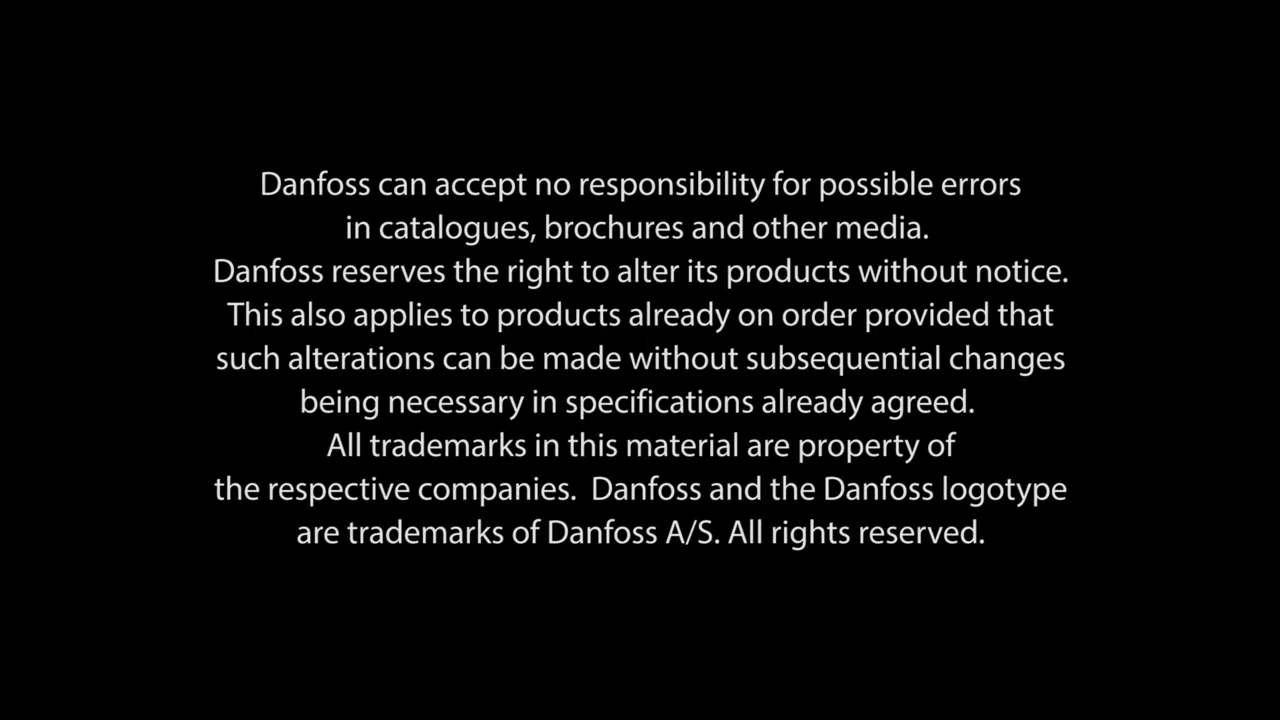 Danfoss can accept no responsibility for possible errors
in catalogues, brochures and other media.
Danfoss reserves the right to alter its products without notice.
This also applies to products already on order provided that
such alterations can be made without subsequential changes
being necessary in specifications already agreed.
All trademarks in this material are property of
the respective companies.  Danfoss and the Danfoss logotype
are trademarks of Danfoss A/S. All rights reserved.